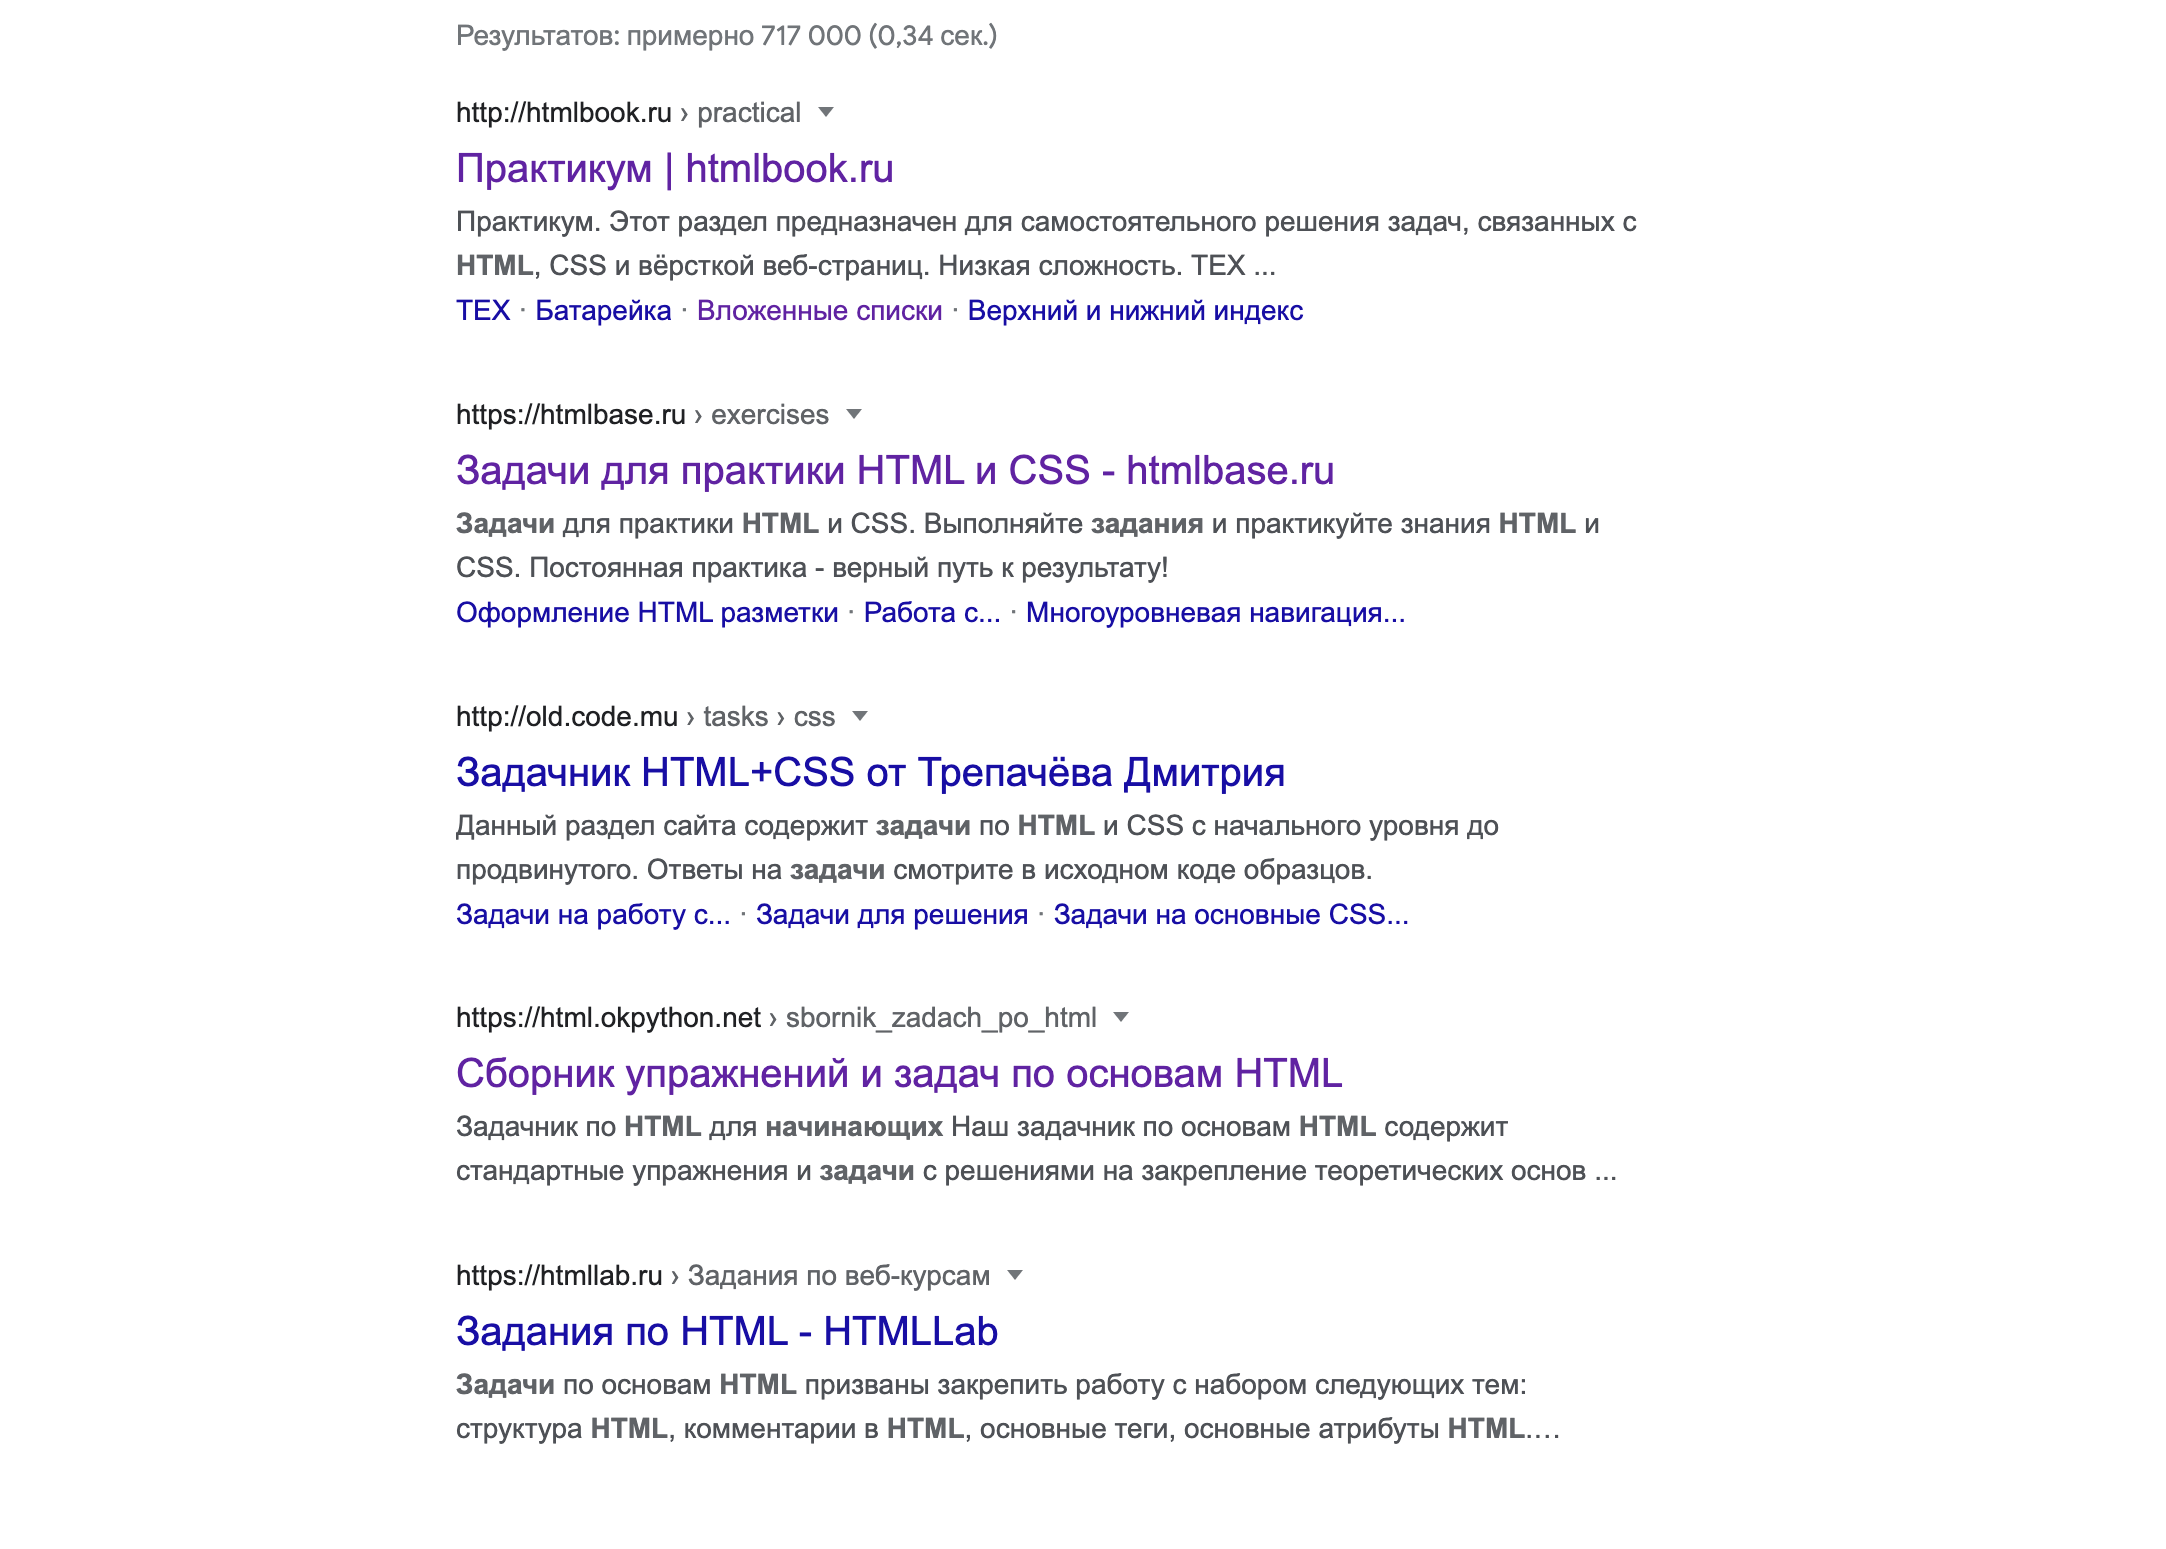 Результатов: примерно 717 000 (0,34 сек.)
http://htmlbook.ru › practical
Практикум | htmlbook.ru
Практикум. Этот раздел предназначен для самостоятельного решения задач, связанных с
HTML, CSS и вёрсткой веб-страниц. Низкая сложность. TEX ...
TEX · Батарейка · Вложенные списки · Верхний и нижний индекс
https://htmlbase.ru › exercises
Задачи для практики HTML и CSS - htmlbase.ru
Задачи для практики HTML и CSS. Выполняйте задания и практикуйте знания HTML и
CSS. Постоянная практика - верный путь к результату!
Оформление HTML разметки · Работа с... · Многоуровневая навигация...
http://old.code.mu › tasks › css
Задачник HTML+CSS от Трепачёва Дмитрия
Данный раздел сайта содержит задачи по HTML и CSS с начального уровня до
продвинутого. Ответы на задачи смотрите в исходном коде образцов.
Задачи на работу с... · Задачи для решения · Задачи на основные CSS...
https://html.okpython.net › sbornik_zadach_po_html
Сборник упражнений и задач по основам HTML
Задачник по HTML для начинающих Наш задачник по основам HTML содержит
стандартные упражнения и задачи с решениями на закрепление теоретических основ ...
https://htmllab.ru › Задания по веб-курсам
Задания по HTML - HTMLLab
Задачи по основам HTML призваны закрепить работу с набором следующих тем:
структура HTML, комментарии в HTML, основные теги, основные атрибуты HTML.…